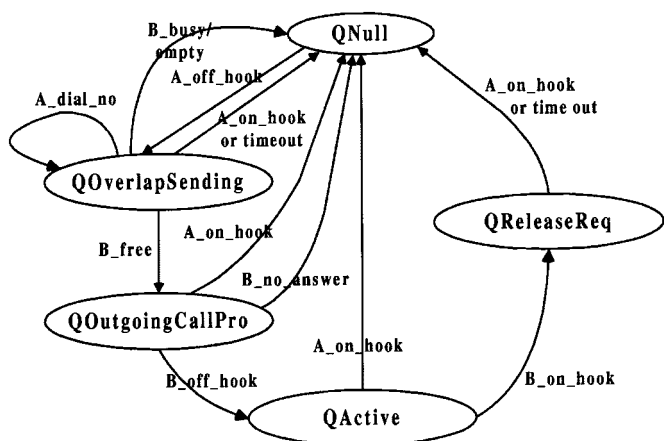 B_busy/
empty
QNull
A_off_hook
A_dial_no
A_on_hook
or timeout
A_on_hook
or time out
QOverlapSending
QReleaseReq
B_free
A_on_hook
B_no_answer
QOutgoingCallPro
A_on_hook
B_off_hook
B_on_hook
QActive